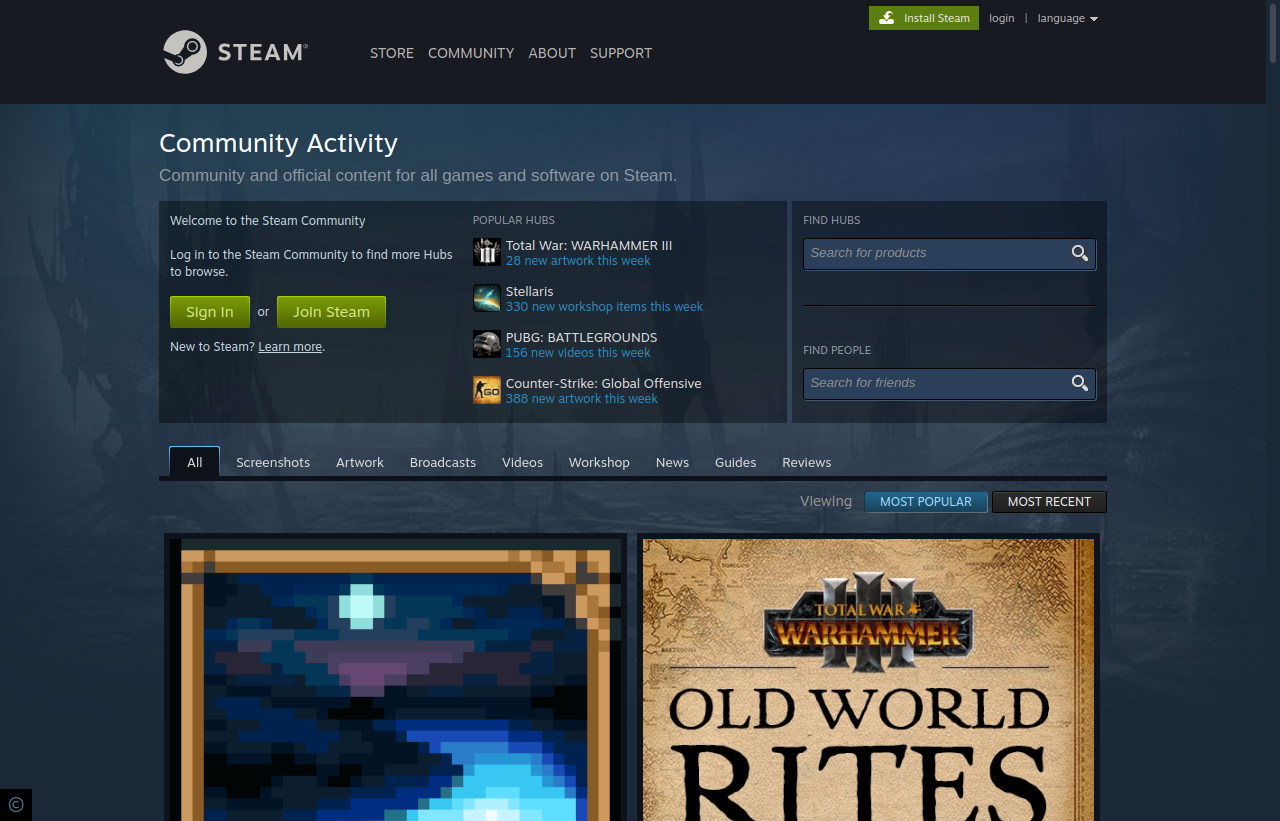 Install Steam login | language
STEAM®
STORE COMMUNITY ABOUT SUPPORT
Community Activity
Community and official content for all games and software on Steam.
Welcome to the Steam Community
Log in to the Steam Community to find more Hubs
to browse.
Sign In or Join Steam
New to Steam? Learn more.
POPULAR HUBS
Total War: WARHAMMER III
28 new artwork this week
Stellaris
330 new workshop items this week
PUBG: BATTLEGROUNDS
156 new videos this week
GO
Counter-Strike: Global Offensive
388 new artwork this week
FIND HUBS
Search for products
FIND PEOPLE
Search for friends
All Screenshots Artwork Broadcasts Videos Workshop News Guides Reviews
Viewing MOST POPULAR MOST RECENT
TOTAL WAR
WARHAMMER
III
OLD WORLD
RITES
©